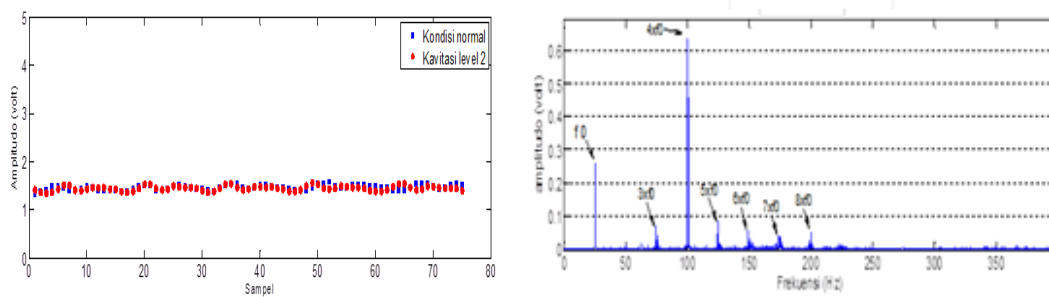 5
4
3
2
1
0
Amplitudo (volt)
Kondisi normal
Kavitasi level 2
0 10 20 30 40 50 60 70 80
Sampel
0.6
0.5
0.4
0.3
0.2
0.1
0
amplitudo (volt)
4xf0
f 0
3xf0
5xf0
6xf0
7xf0
8xf0
0 50 100 150 200 250 300 350
Frekuensi (Hz)